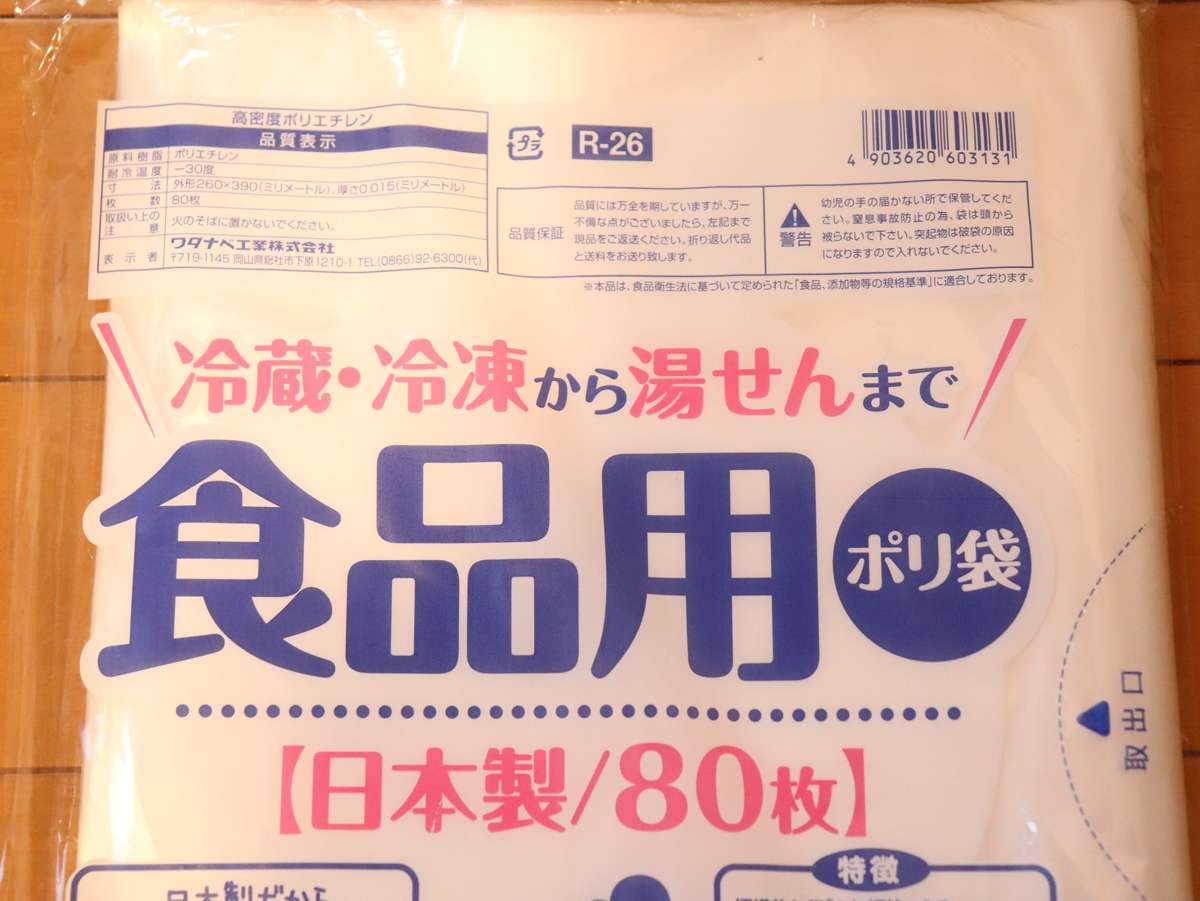 高密度ポリエチレン
品質表示
原料樹脂 ポリエチレン
耐冷温度 −30度
寸法 外形260×390(ミリメートル)、厚さ0.015(ミリメートル)
枚数 80枚
取扱い上の注意 火のそばに置かないでください。
表示者 ワタナベ工業株式会社
〒719-1145 岡山県総社市下原1210-1 TEL(0866)92-6300(代)
プラ
R-26
4 903620 603131
品質保証
品質には万全を期していますが、万一
不備な点がございましたら、左記まで
現品をご返送ください。折り返し代品
と送料をお送り致します。
警告
幼児の手の届かない所で保管してくだ
さい。窒息事故防止の為、袋は頭から
被らないで下さい。突起物は破袋の原因
になりますので入れないでください。
※本品は、食品衛生法に基づいて定められた「食品、添加物等の規格基準」に適合しております。
冷蔵・冷凍から湯せんまで
食品用
ポリ袋
【日本製/80枚】
取出口
日本製だから
特徴